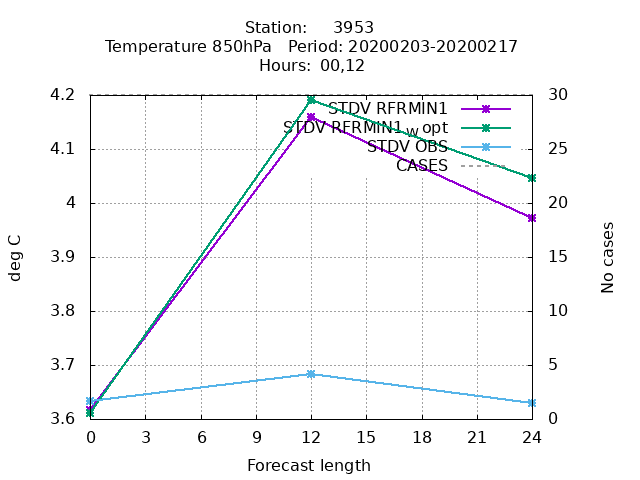 Station:     3953
Temperature 850hPa   Period: 20200203-20200217
Hours:  00,12
4.2
4.1
4
3.9
3.8
3.7
3.6
30
25
20
15
10
5
0
deg C
No cases
STDV RFRMIN1
STDV RFRMIN1_w opt
STDV OBS
CASES
0 3 6 9 12 15 18 21 24
Forecast length